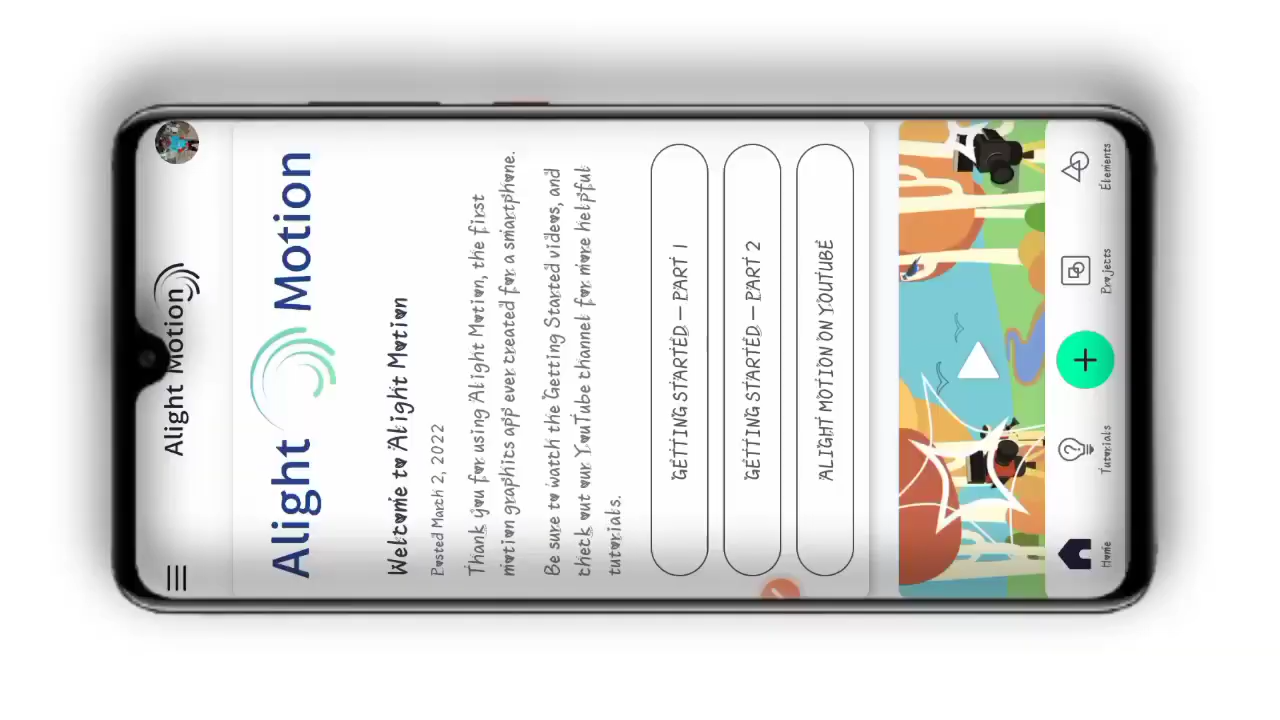 Alight Motion
Alight Motion
Welcome to Alight Motion
Posted March 2, 2022
Thank you for using Alight Motion, the first
motion graphics app ever created for a smartphone.
Be sure to watch the Getting Started videos, and
check out our YouTube channel for more helpful
tutorials.
GETTING STARTED – PART 1
GETTING STARTED – PART 2
ALIGHT MOTION ON YOUTUBE
Home
Tutorials
Projects
Elements